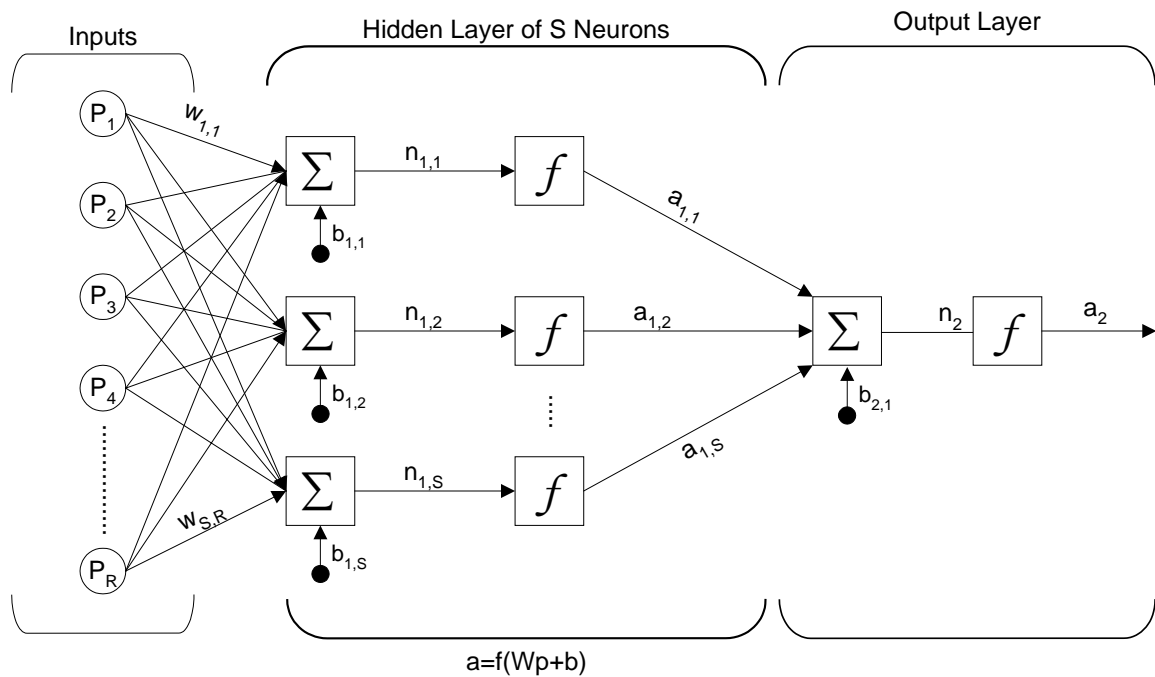 Inputs
Hidden Layer of S Neurons
Output Layer
P1
w1,1
Σ
n1,1
f
a1,1
b1,1
P2
P3
Σ
n1,2
f
a1,2
b1,2
Σ
n2
f
a2
b2,1
P4
Σ
n1,S
f
a1,S
b1,S
wS,R
PR
a=f(Wp+b)